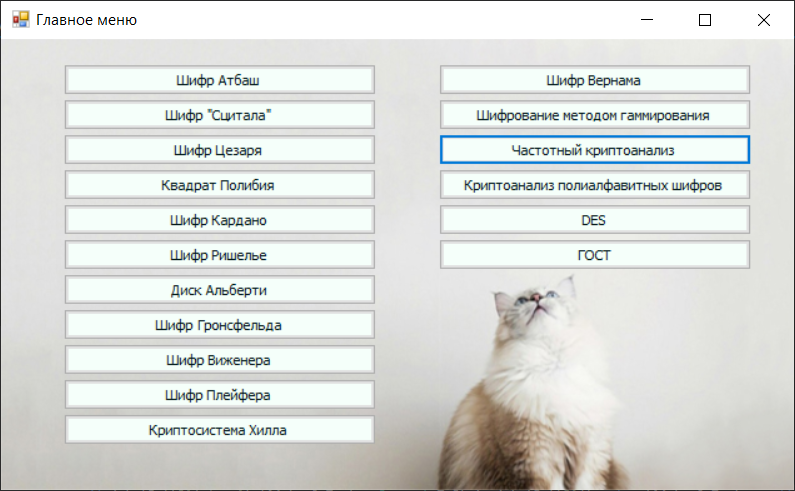 Главное меню
Шифр Атбаш
Шифр "Сцитала"
Шифр Цезаря
Квадрат Полибия
Шифр Кардано
Шифр Ришелье
Диск Альберти
Шифр Гронсфельда
Шифр Виженера
Шифр Плейфера
Криптосистема Хилла
Шифр Вернама
Шифрование методом гаммирования
Частотный криптоанализ
Криптоанализ полиалфавитных шифров
DES
ГОСТ